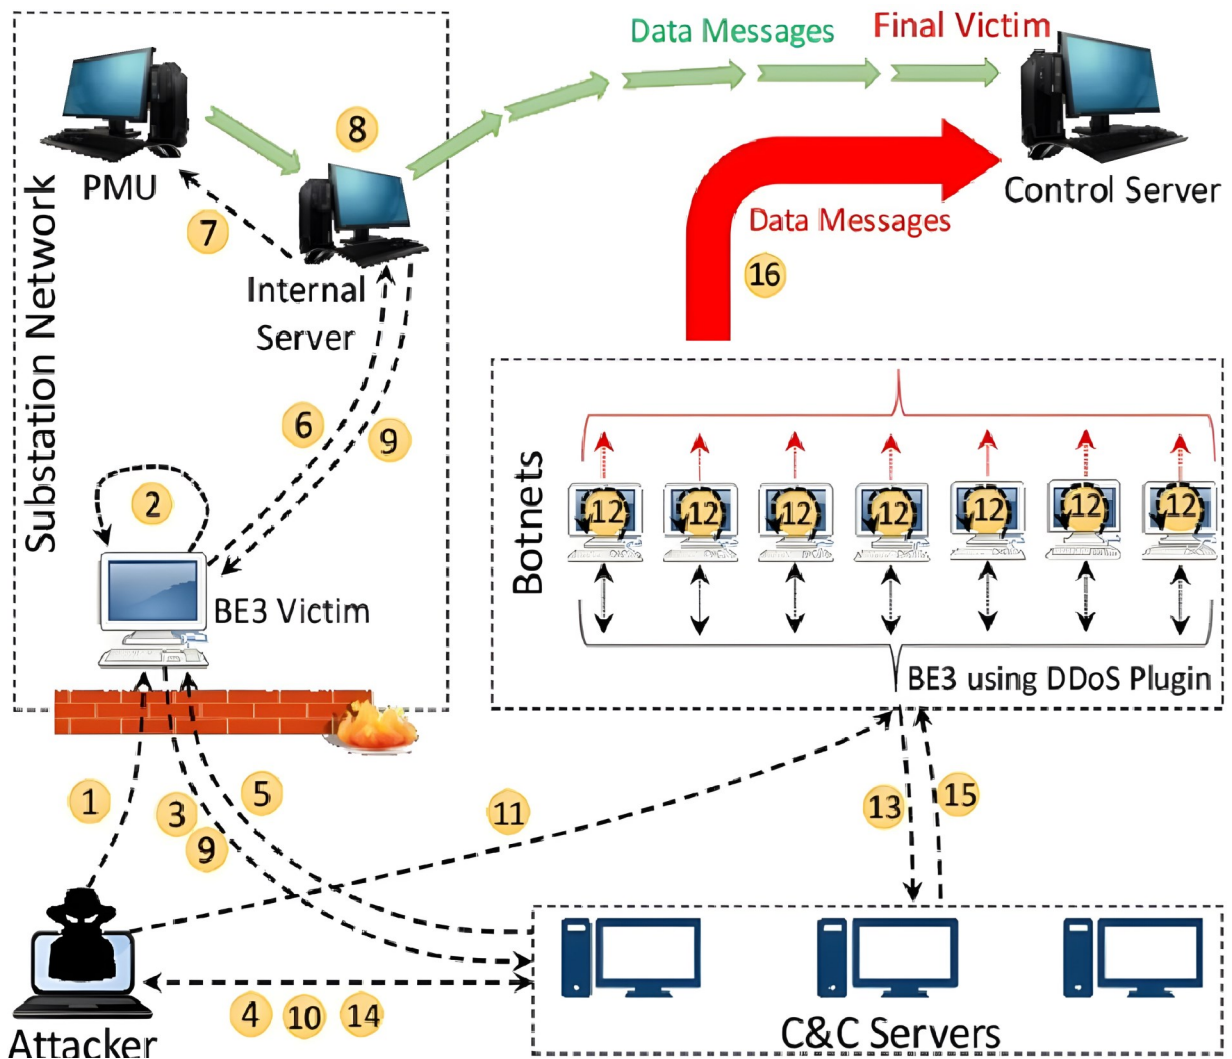 Data Messages
Final Victim
8
PMU
Control Server
Substation Network
7
Data Messages
Internal
Server
16
6
9
Botnets
2
12
12
12
12
12
12
12
BE3 Victim
BE3 using DDoS Plugin
1
3
5
11
13
15
9
4
10
14
C&C Servers
Attacker